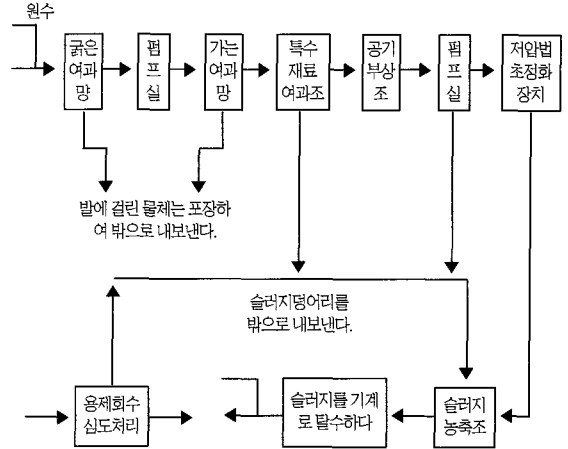 원수
굵은
여과
먕
펌
프
실
가는
여과
망
특수
재료
여과조
공기
부상
조
펌
프
실
저압법
초정화
장치
발에 걸린 물체는 포장하
여 밖으로 내보낸다.
슬러지덩어리를
밖으로 내보낸다.
용제회수
심도처리
슬러지를 기계
로 탈수하다
슬러지
농축조